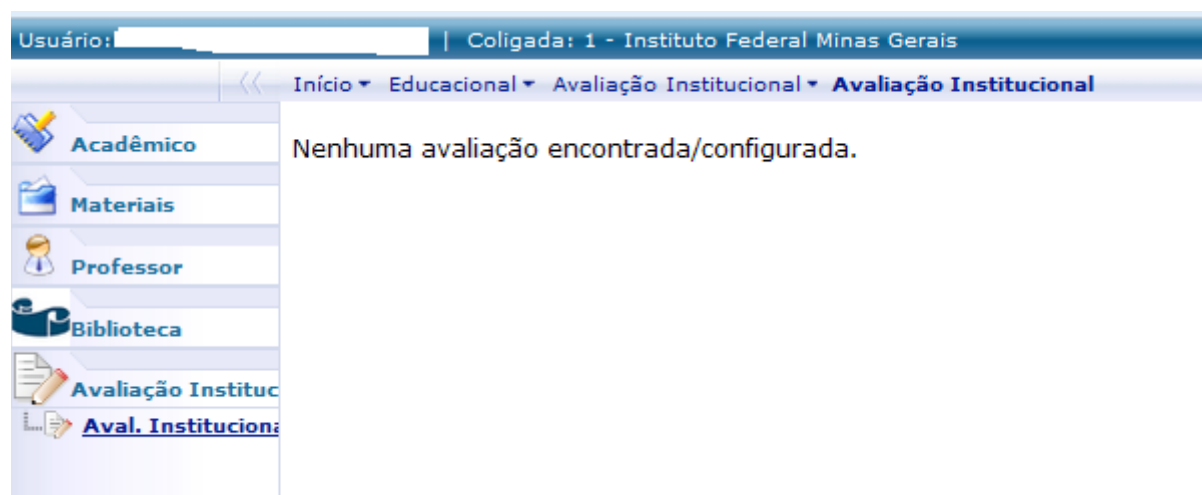 Usuário: | Coligada: 1 - Instituto Federal Minas Gerais
Início Educacional Avaliação Institucional Avaliação Institucional
Acadêmico
Nenhuma avaliação encontrada/configurada.
Materiais
Professor
Biblioteca
Avaliação Instituc
Aval. Instituciona